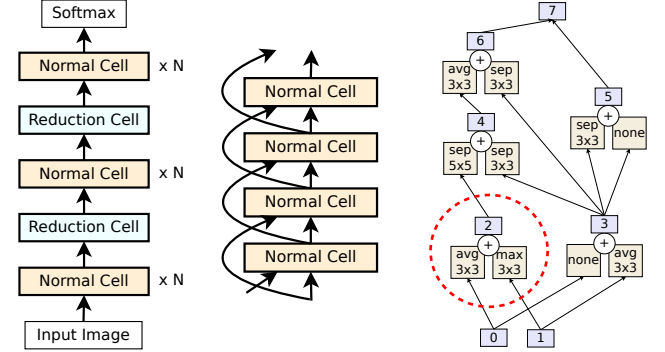 Softmax
Normal Cell x N
Reduction Cell
Normal Cell x N
Reduction Cell
Normal Cell x N
Input Image
Normal Cell
Normal Cell
Normal Cell
Normal Cell
7
6
avg 3x3 + sep 3x3
5
sep 3x3 + none
4
sep 5x5 + sep 3x3
2
avg 3x3 + max 3x3
3
none + avg 3x3
0
1